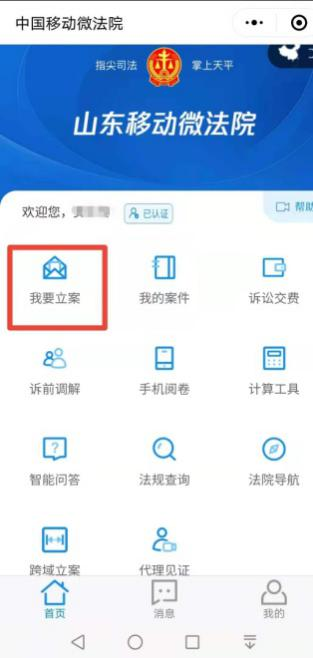 中国移动微法院
指尖司法 掌上天平
山东移动微法院
欢迎您，
已认证
帮助
我要立案 我的案件 诉讼交费
诉前调解 手机阅卷 计算工具
智能问答 法规查询 法院导航
跨域立案 代理见证
首页 消息 我的